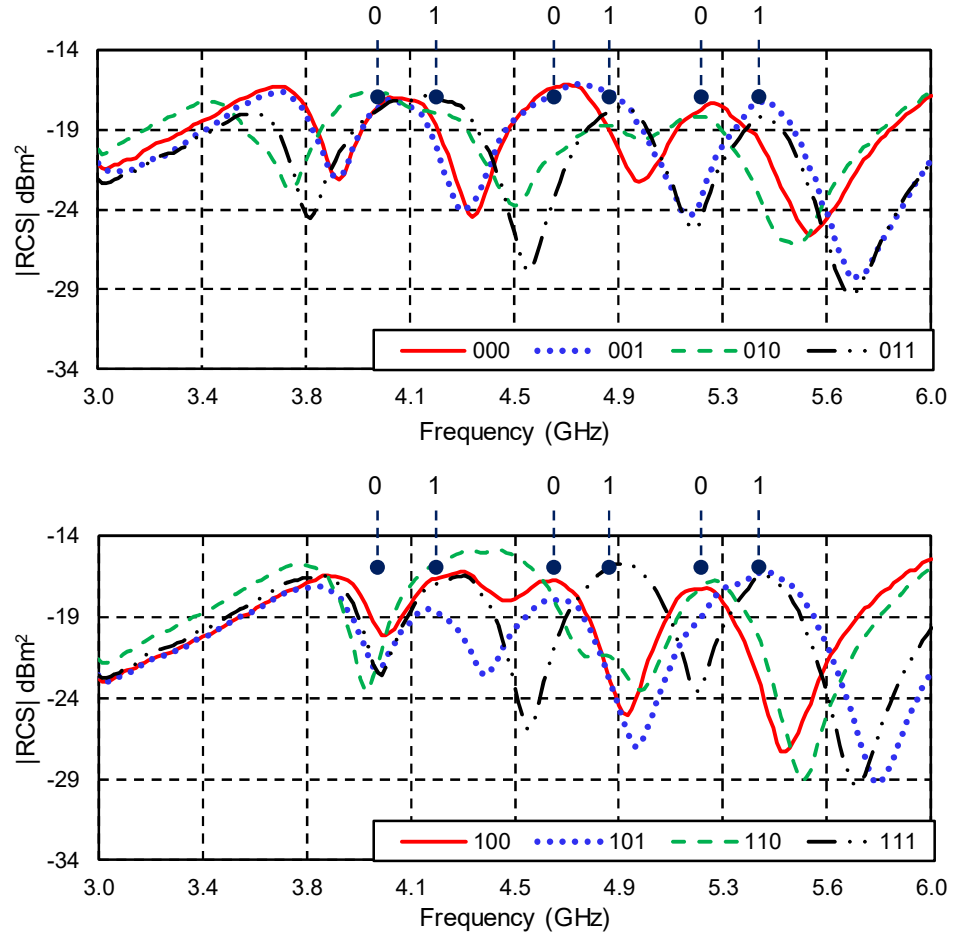 0 1 0 1 0 1
-14
-19
-24
-29
-34
|RCS| dBm²
000 001 010 011
3.0 3.4 3.8 4.1 4.5 4.9 5.3 5.6 6.0
Frequency (GHz)
0 1 0 1 0 1
-14
-19
-24
-29
-34
|RCS| dBm²
100 101 110 111
3.0 3.4 3.8 4.1 4.5 4.9 5.3 5.6 6.0
Frequency (GHz)